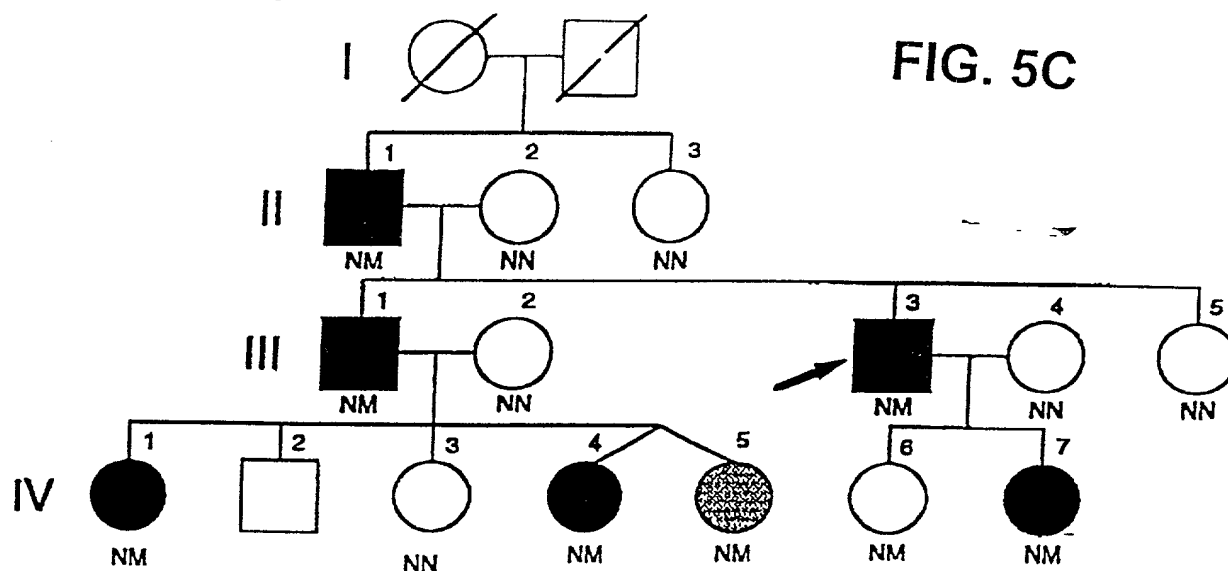 I FIG. 5C
1 2 3
II
NM NN NN
1 2 3 4 5
III
NM NN NM NN NN
1 2 3 4 5 6 7
IV
NM NN NM NM NM NM